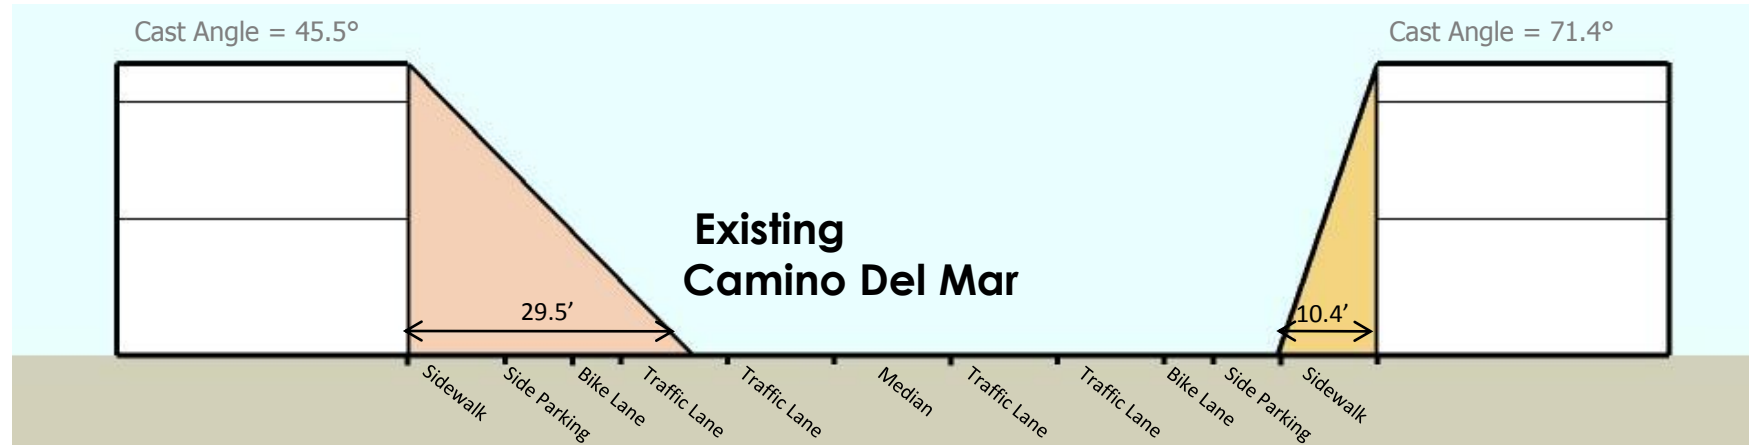 Cast Angle = 45.5°
Cast Angle = 71.4°
Existing
Camino Del Mar
29.5’
10.4’
Sidewalk
Side Parking
Bike Lane
Traffic Lane
Traffic Lane
Median
Traffic Lane
Traffic Lane
Bike Lane
Side Parking
Sidewalk